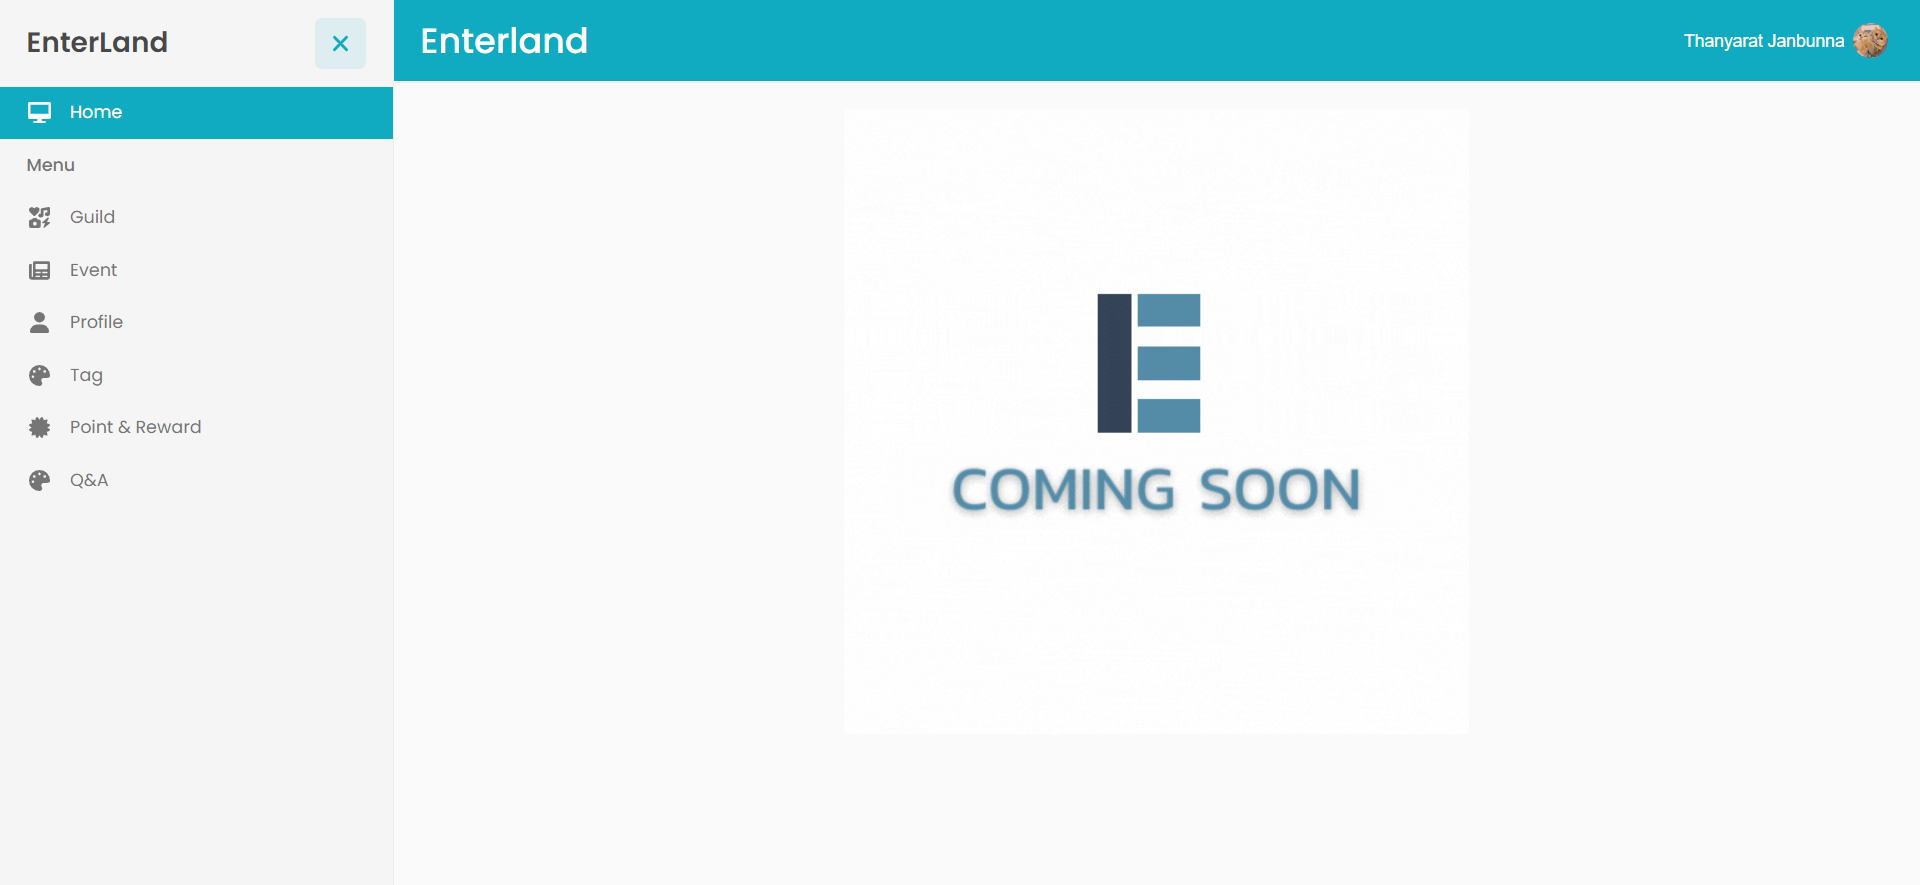 EnterLand
Enterland
Thanyarat Janbunna
Home
Menu
Guild
Event
Profile
Tag
Point & Reward
Q&A
E
COMING SOON